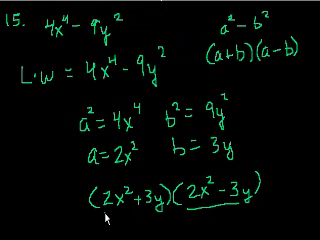 15. 4x⁴ - 9y²
a² - b²
(a+b)(a-b)
L·W = 4x⁴ - 9y²
a² = 4x⁴ b² = 9y²
a = 2x² b = 3y
(2x² + 3y)(2x² - 3y)